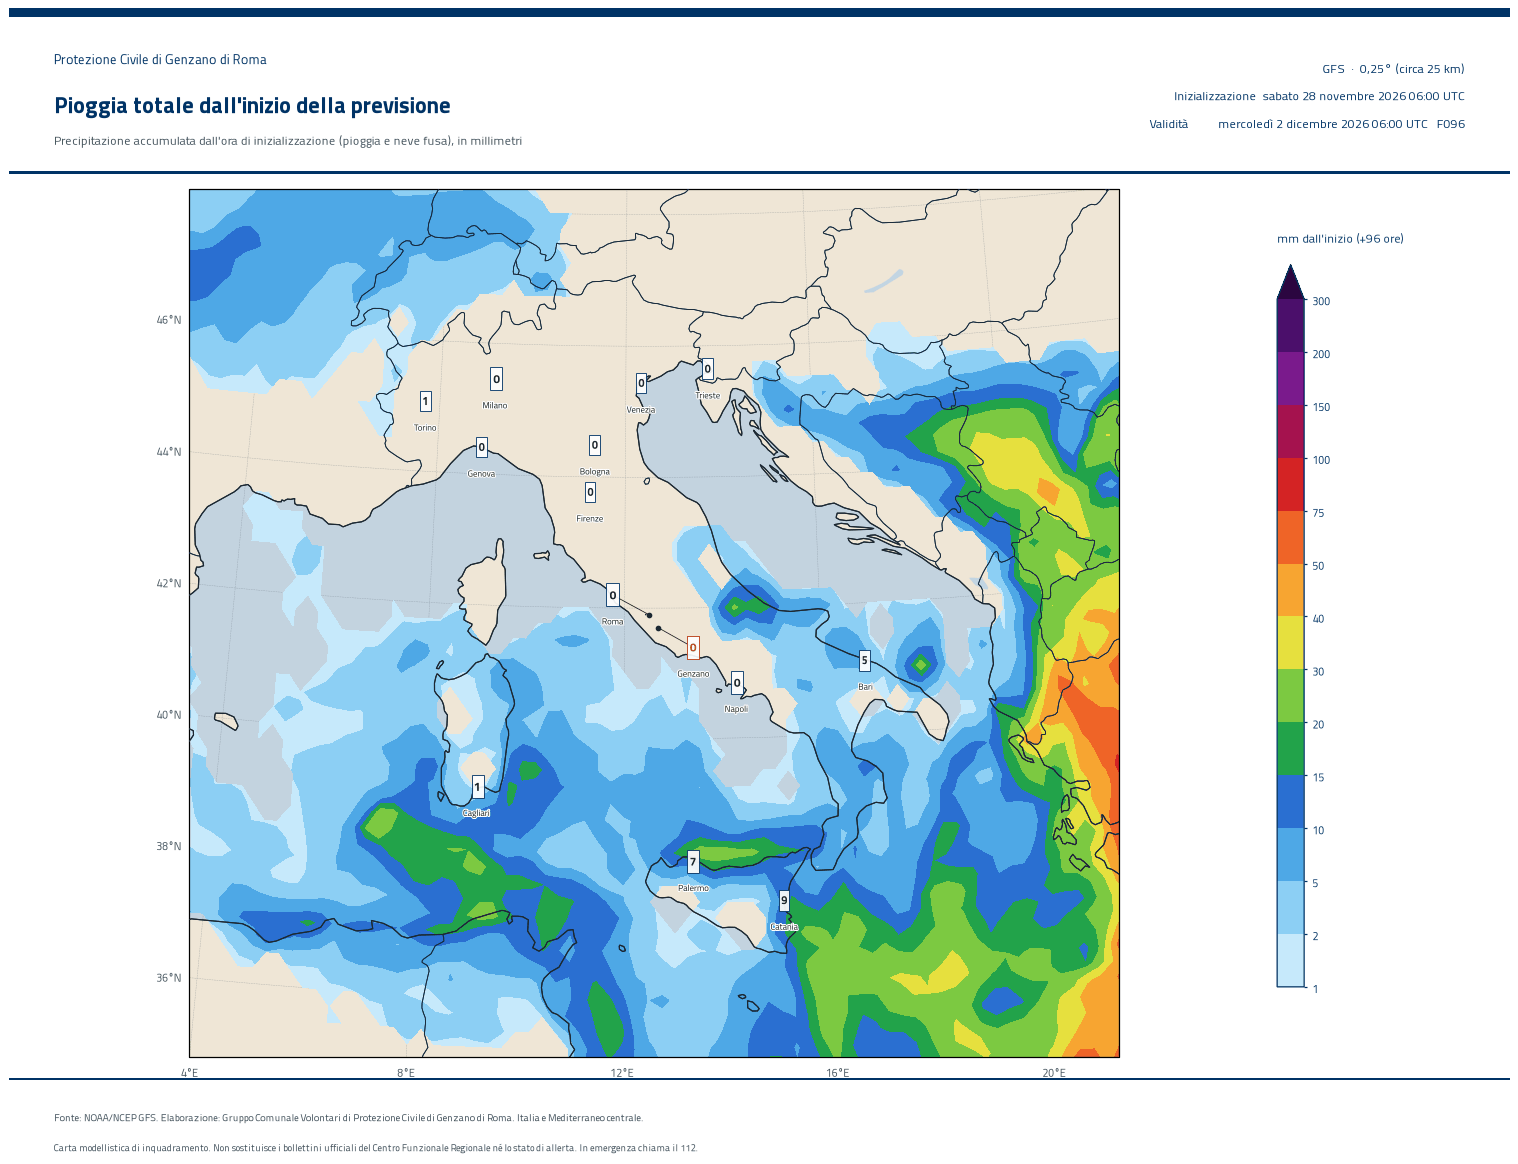 Protezione Civile di Genzano di Roma
Pioggia totale dall'inizio della previsione
Precipitazione accumulata dall'ora di inizializzazione (pioggia e neve fusa), in millimetri
GFS · 0,25° (circa 25 km)
Inizializzazione sabato 28 novembre 2026 06:00 UTC
Validità mercoledì 2 dicembre 2026 06:00 UTC F096
mm dall'inizio (+96 ore)
300
200
150
100
75
50
40
30
20
15
10
5
2
1
46°N
44°N
42°N
40°N
38°N
36°N
4°E
8°E
12°E
16°E
20°E
0
Trieste
0
Milano
0
Venezia
1
Torino
0
Genova
0
Bologna
0
Firenze
0
Roma
0
Genzano
5
Bari
0
Napoli
1
Cagliari
7
Palermo
9
Catania
Fonte: NOAA/NCEP GFS. Elaborazione: Gruppo Comunale Volontari di Protezione Civile di Genzano di Roma. Italia e Mediterraneo centrale.
Carta modellistica di inquadramento. Non sostituisce i bollettini ufficiali del Centro Funzionale Regionale né lo stato di allerta. In emergenza chiama il 112.